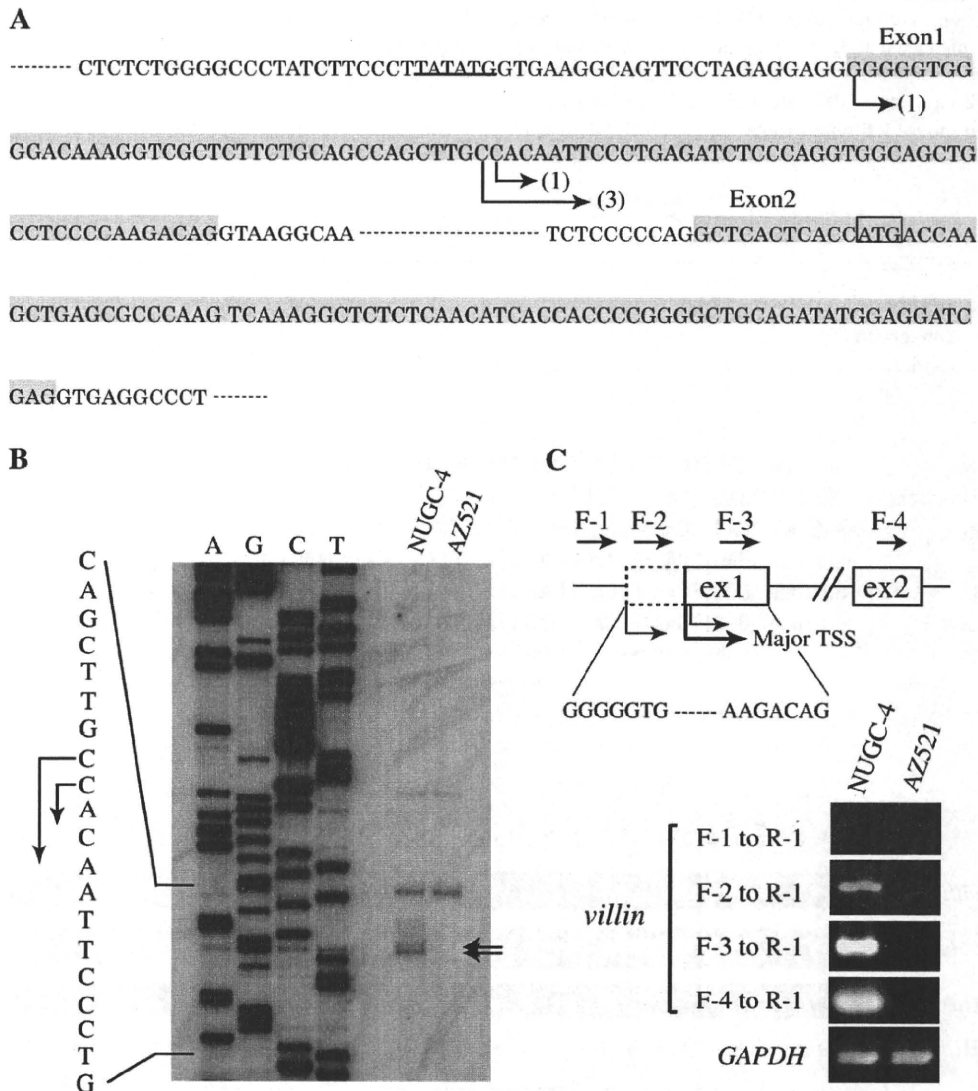 A
Exon1
-------- CTCTCTGGGGCCCTATCTTCCCTTATATGGTGAAGGCAGTTCCTAGAGGAGGGGGGGTGG
(1)
GGACAAAGGTCGCTCTTCTGCAGCCAGCTTGCCACAATTCCCTGAGATCTCCCAGGTGGCAGCTG
(1)
(3)
Exon2
CCTCCCCAAGACAGGTAAGGCAA ------------------------ TCTCCCCCAGGCTCACTCACCATGACCAA
GCTGAGCGCCCAAG TCAAAGGCTCTCTCAACATCACCACCCCGGGGCTGCAGATATGGAGGATC
GAGGTGAGGCCCT -------
B
NUGC-4 AZ521
A G C T
C
A
G
C
T
T
G
C
C
A
C
A
A
T
T
C
C
C
T
G
C
F-1 F-2 F-3 F-4
ex1 ex2
Major TSS
GGGGGTG ------ AAGACAG
NUGC-4 AZ521
villin
F-1 to R-1
F-2 to R-1
F-3 to R-1
F-4 to R-1
GAPDH